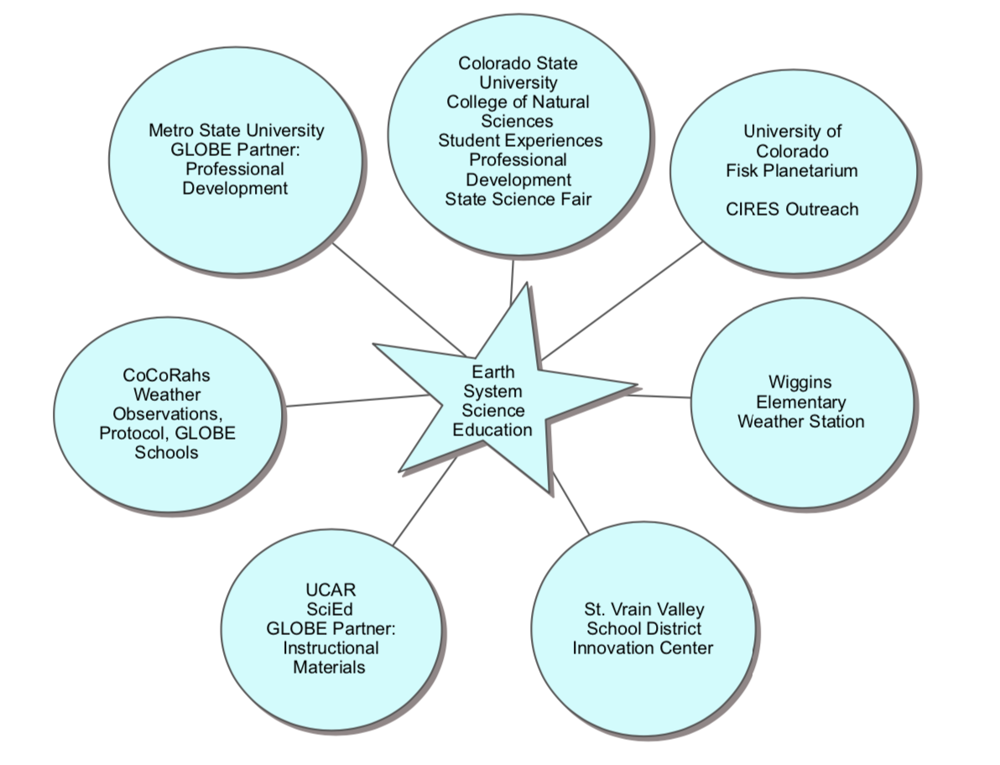 Metro State University
GLOBE Partner:
Professional
Development
Colorado State
University
College of Natural
Sciences
Student Experiences
Professional
Development
State Science Fair
University of
Colorado
Fisk Planetarium
CIRES Outreach
CoCoRahs
Weather
Observations,
Protocol, GLOBE
Schools
Earth
System
Science
Education
Wiggins
Elementary
Weather Station
UCAR
SciEd
GLOBE Partner:
Instructional
Materials
St. Vrain Valley
School District
Innovation Center